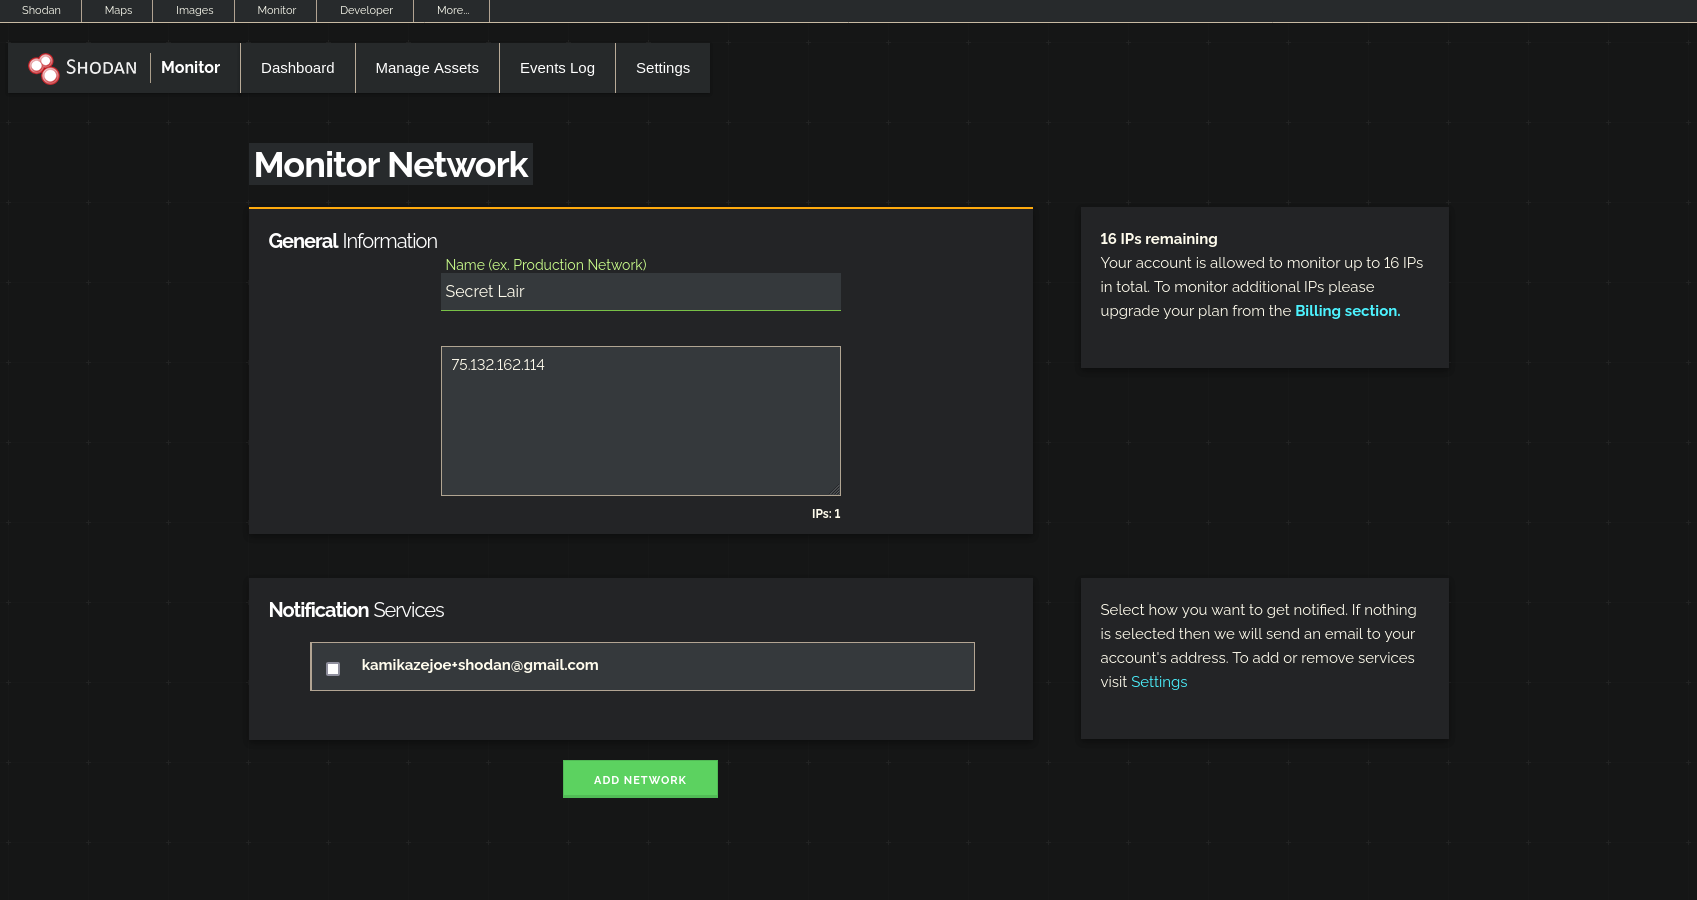 Shodan Maps Images Monitor Developer More...
SHODAN Monitor Dashboard Manage Assets Events Log Settings
Monitor Network
General Information
Name (ex. Production Network)
Secret Lair
75.132.162.114
IPs: 1
16 IPs remaining
Your account is allowed to monitor up to 16 IPs
in total. To monitor additional IPs please
upgrade your plan from the Billing section.
Notification Services
kamikazejoe+shodan@gmail.com
Select how you want to get notified. If nothing
is selected then we will send an email to your
account's address. To add or remove services
visit Settings
ADD NETWORK